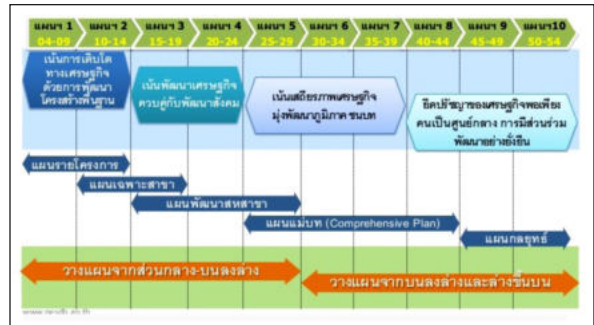 แผนฯ 1 แผนฯ 2 แผนฯ 3 แผนฯ 4 แผนฯ 5 แผนฯ 6 แผนฯ 7 แผนฯ 8 แผนฯ 9 แผนฯ10
04-09 10-14 15-19 20-24 25-29 30-34 35-39 40-44 45-49 50-54
เน้นการเติบโต
ทางเศรษฐกิจ
ด้วยการพัฒนา
โครงสร้างพื้นฐาน
เน้นพัฒนาเศรษฐกิจ
ควบคู่กับพัฒนาสังคม
เน้นเสถียรภาพเศรษฐกิจ
มุ่งพัฒนาภูมิภาค ชนบท
ยึดปรัชญาของเศรษฐกิจพอเพียง
คนเป็นศูนย์กลาง การมีส่วนร่วม
พัฒนาอย่างยั่งยืน
แผนรายโครงการ
แผนเฉพาะสาขา
แผนพัฒนาสหสาขา
แผนแม่บท (Comprehensive Plan)
แผนกลยุทธ์
วางแผนจากส่วนกลาง-บนลงล่าง
วางแผนจากบนลงล่างและล่างขึ้นบน